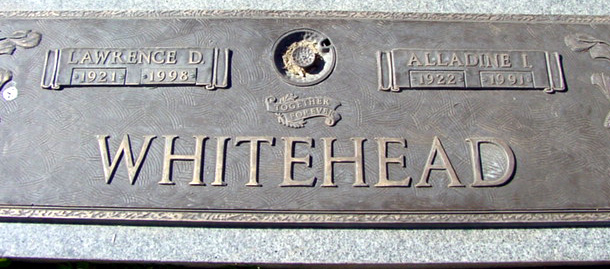 LAWRENCE D.
1921 1998
ALLADINE I.
1922 1991
TOGETHER
FOREVER
WHITEHEAD